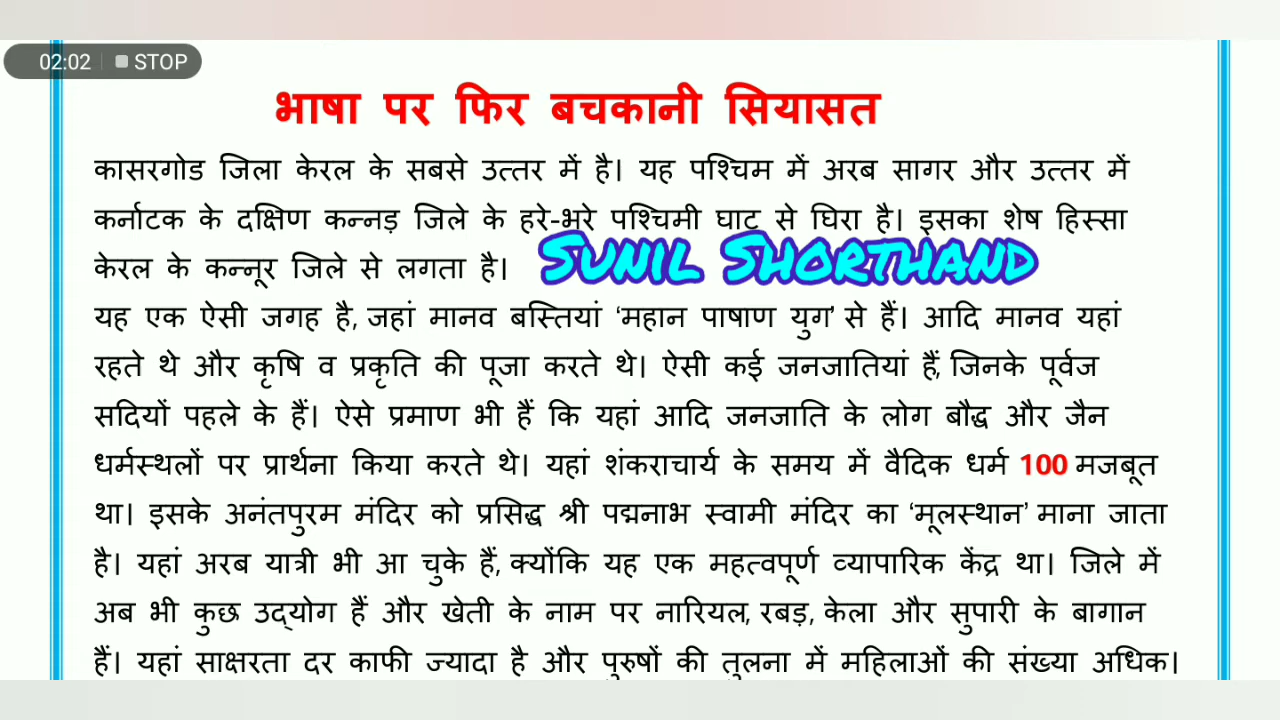 02:02 STOP
भाषा पर फिर बचकानी सियासत
कासरगोड जिला केरल के सबसे उत्तर में है। यह पश्चिम में अरब सागर और उत्तर में
कर्नाटक के दक्षिण कन्नड़ जिले के हरे-भरे पश्चिमी घाट से घिरा है। इसका शेष हिस्सा
केरल के कन्नूर जिले से लगता है।
SUNIL SHORTHAND
यह एक ऐसी जगह है, जहां मानव बस्तियां ‘महान पाषाण युग’ से हैं। आदि मानव यहां
रहते थे और कृषि व प्रकृति की पूजा करते थे। ऐसी कई जनजातियां हैं, जिनके पूर्वज
सदियों पहले के हैं। ऐसे प्रमाण भी हैं कि यहां आदि जनजाति के लोग बौद्ध और जैन
धर्मस्थलों पर प्रार्थना किया करते थे। यहां शंकराचार्य के समय में वैदिक धर्म 100 मजबूत
था। इसके अनंतपुरम मंदिर को प्रसिद्ध श्री पद्मनाभ स्वामी मंदिर का ‘मूलस्थान’ माना जाता
है। यहां अरब यात्री भी आ चुके हैं, क्योंकि यह एक महत्वपूर्ण व्यापारिक केंद्र था। जिले में
अब भी कुछ उद्योग हैं और खेती के नाम पर नारियल, रबड़, केला और सुपारी के बागान
हैं। यहां साक्षरता दर काफी ज्यादा है और पुरुषों की तुलना में महिलाओं की संख्या अधिक।